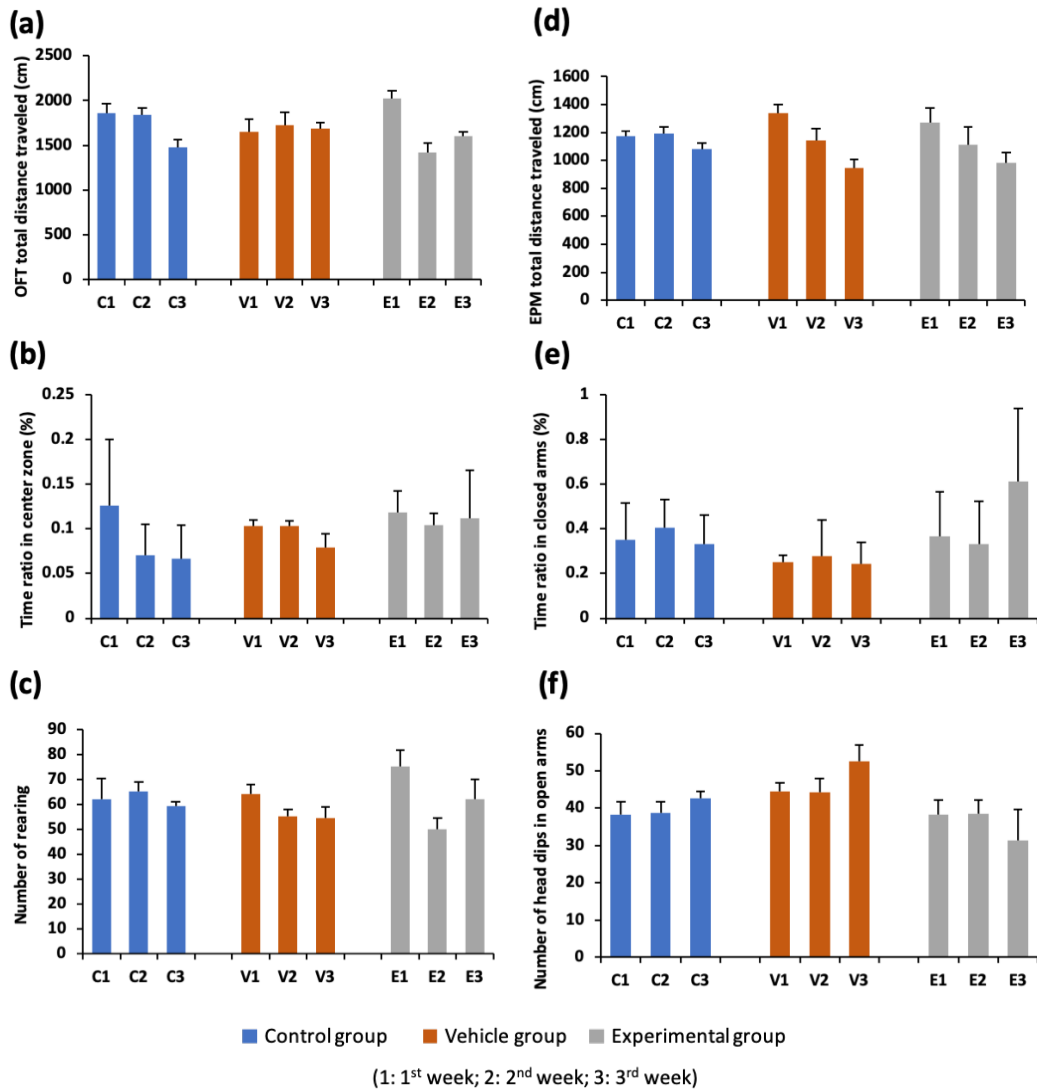 (a)
OFT total distance traveled (cm)
2500
2000
1500
1000
500
0
C1 C2 C3 V1 V2 V3 E1 E2 E3
(d)
EPM total distance traveled (cm)
1600
1400
1200
1000
800
600
400
200
0
C1 C2 C3 V1 V2 V3 E1 E2 E3
(b)
Time ratio in center zone (%)
0.25
0.2
0.15
0.1
0.05
0
C1 C2 C3 V1 V2 V3 E1 E2 E3
(e)
Time ratio in closed arms (%)
1
0.8
0.6
0.4
0.2
0
C1 C2 C3 V1 V2 V3 E1 E2 E3
(c)
Number of rearing
90
80
70
60
50
40
30
20
10
0
C1 C2 C3 V1 V2 V3 E1 E2 E3
(f)
Number of head dips in open arms
60
50
40
30
20
10
0
C1 C2 C3 V1 V2 V3 E1 E2 E3
Control group Vehicle group Experimental group
(1: 1st week; 2: 2nd week; 3: 3rd week)